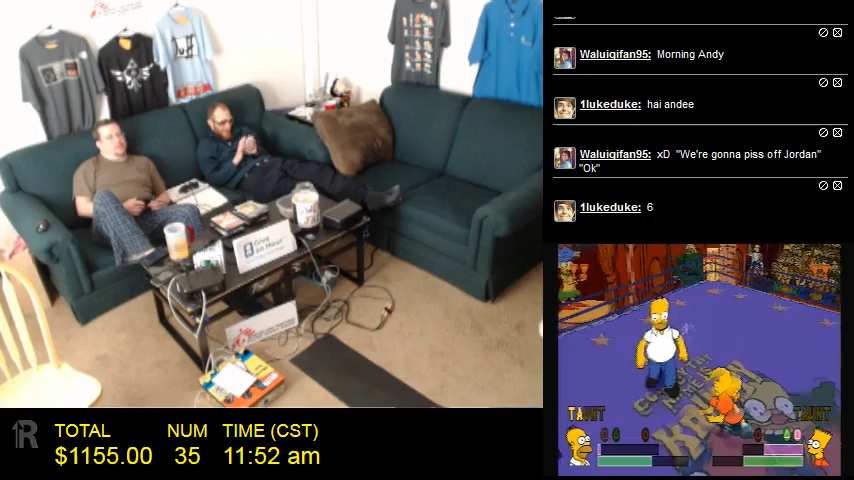 Waluigifan95: Morning Andy
1lukeduke: hai andee
Waluigifan95: xD "We're gonna piss off Jordan"
"Ok"
1lukeduke: 6
Give
an Hour
TAUNT
TAUNT
KRU
TOTAL
NUM
TIME (CST)
$1155.00
35
11:52 am